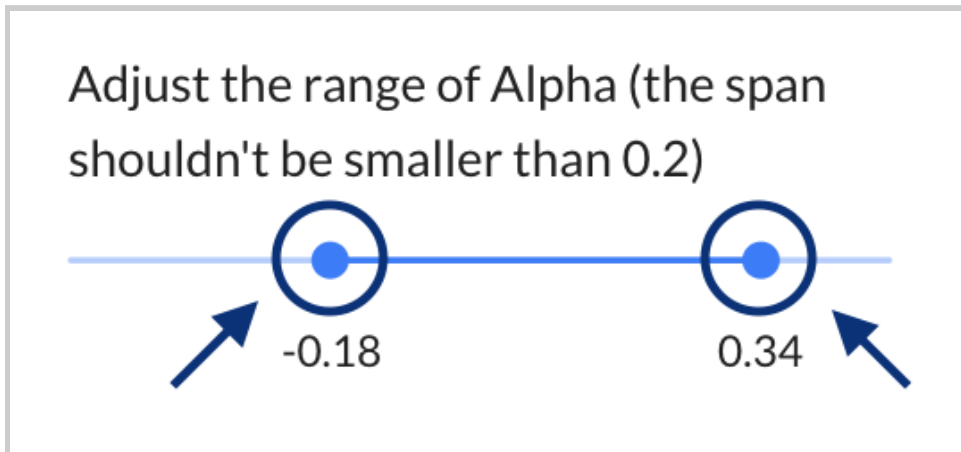 Adjust the range of Alpha (the span
shouldn't be smaller than 0.2)
-0.18 0.34